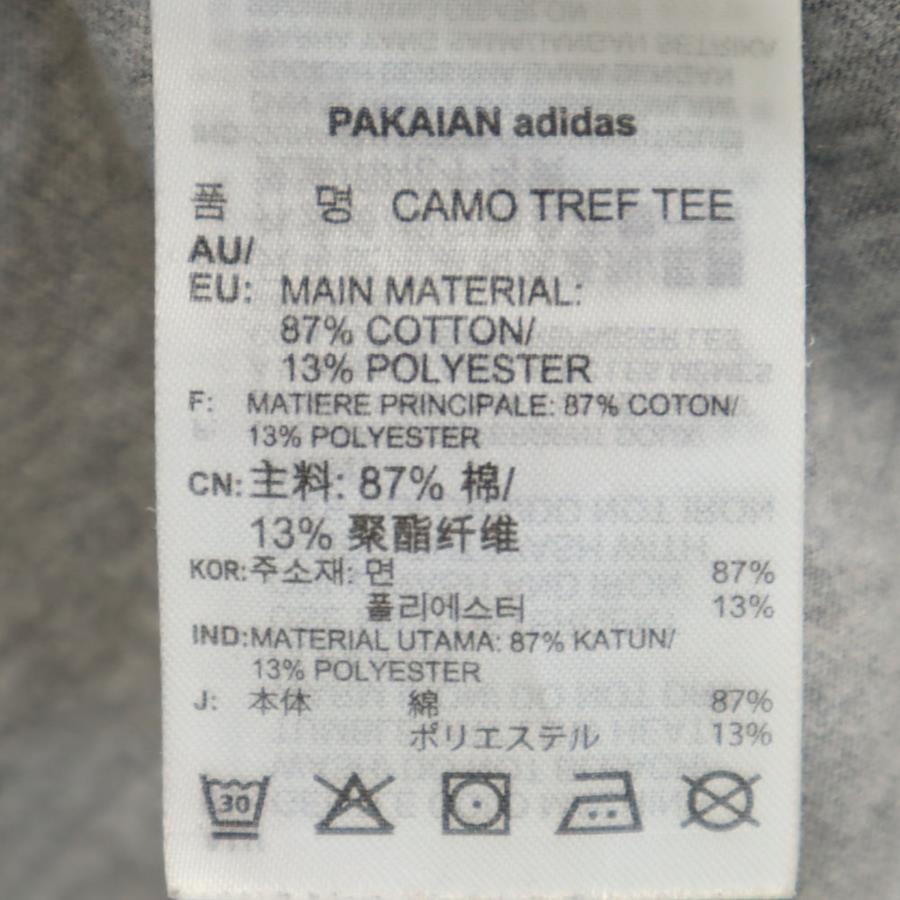 PAKAIAN adidas
품 명 CAMO TREF TEE
AU/
EU: MAIN MATERIAL:
87% COTTON/
13% POLYESTER
F: MATIERE PRINCIPALE: 87% COTON/
13% POLYESTER
CN: 主料: 87% 棉/
13% 聚酯纤维
KOR: 주소재: 면 87%
폴리에스터 13%
IND: MATERIAL UTAMA: 87% KATUN/
13% POLYESTER
J: 本体 綿 87%
ポリエステル 13%
30